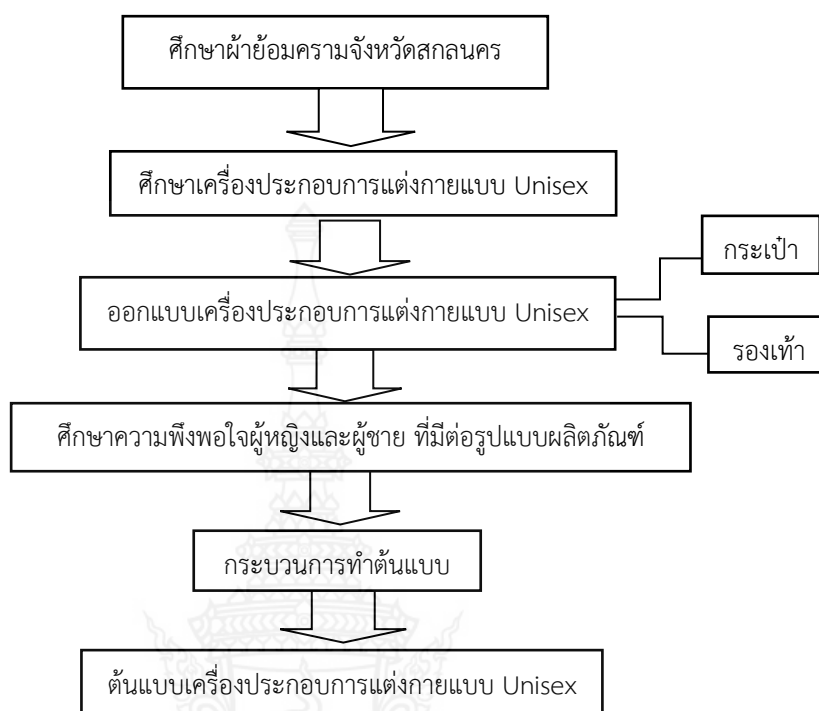 ศึกษาผ้าย้อมครามจังหวัดสกลนคร
ศึกษาเครื่องประกอบการแต่งกายแบบ Unisex
ออกแบบเครื่องประกอบการแต่งกายแบบ Unisex
กระเป๋า
รองเท้า
ศึกษาความพึงพอใจผู้หญิงและผู้ชาย ที่มีต่อรูปแบบผลิตภัณฑ์
กระบวนการทำต้นแบบ
ต้นแบบเครื่องประกอบการแต่งกายแบบ Unisex